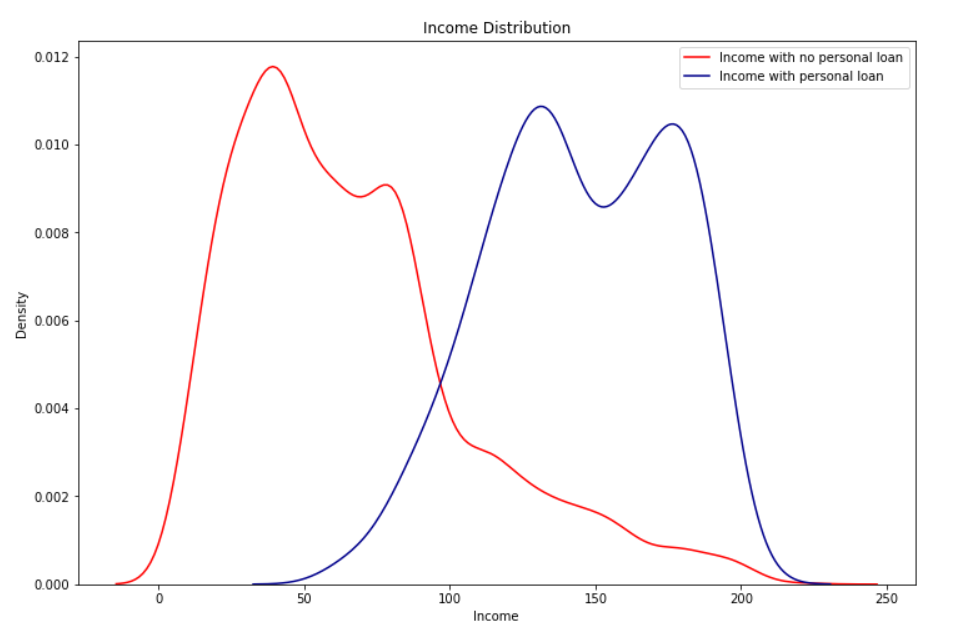 Income Distribution
Income with no personal loan
Income with personal loan
0.012
0.010
0.008
0.006
0.004
0.002
0.000
Density
0
50
100
150
200
250
Income